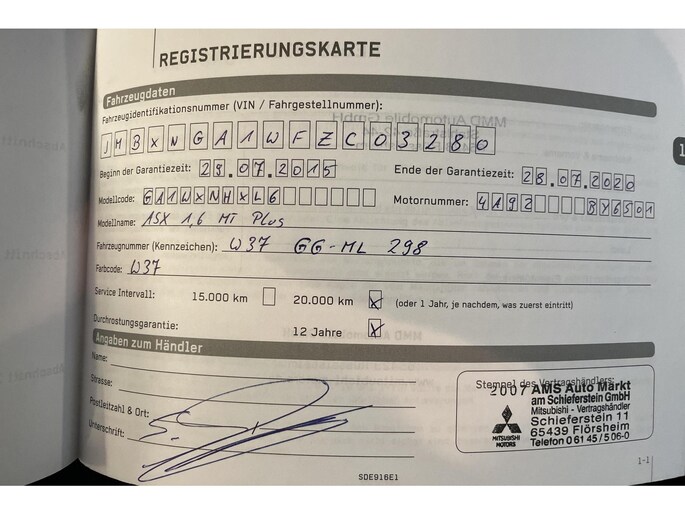 REGISTRIERUNGSKARTE
Fahrzeugdaten
Fahrzeugidentifikationsnummer (VIN / Fahrgestellnummer):
JMBXNGA1WFZC03280
Beginn der Garantiezeit: 29.07.2015 Ende der Garantiezeit: 28.07.2020
Modellcode: GA1WXNHXL6 Motornummer: 4A92 BX6501
Modellname: ASX 1,6 MT Plus
Fahrzeugnummer (Kennzeichen): W37 GG-ML 298
Farbcode: W37
Service Intervall: 15.000 km 20.000 km X (oder 1 Jahr, je nachdem, was zuerst eintritt)
Durchrostungsgarantie: 12 Jahre X
Angaben zum Händler
Name:
Strasse:
Postleitzahl & Ort:
Unterschrift:
Stempel des Vertragshändlers:
2007 AMS Auto Markt
am Schieferstein GmbH
Mitsubishi - Vertragshändler
Schieferstein 11
65439 Flörsheim
Telefon 0 61 45 / 5 06-0
MITSUBISHI
MOTORS
1-1
SDE916E1